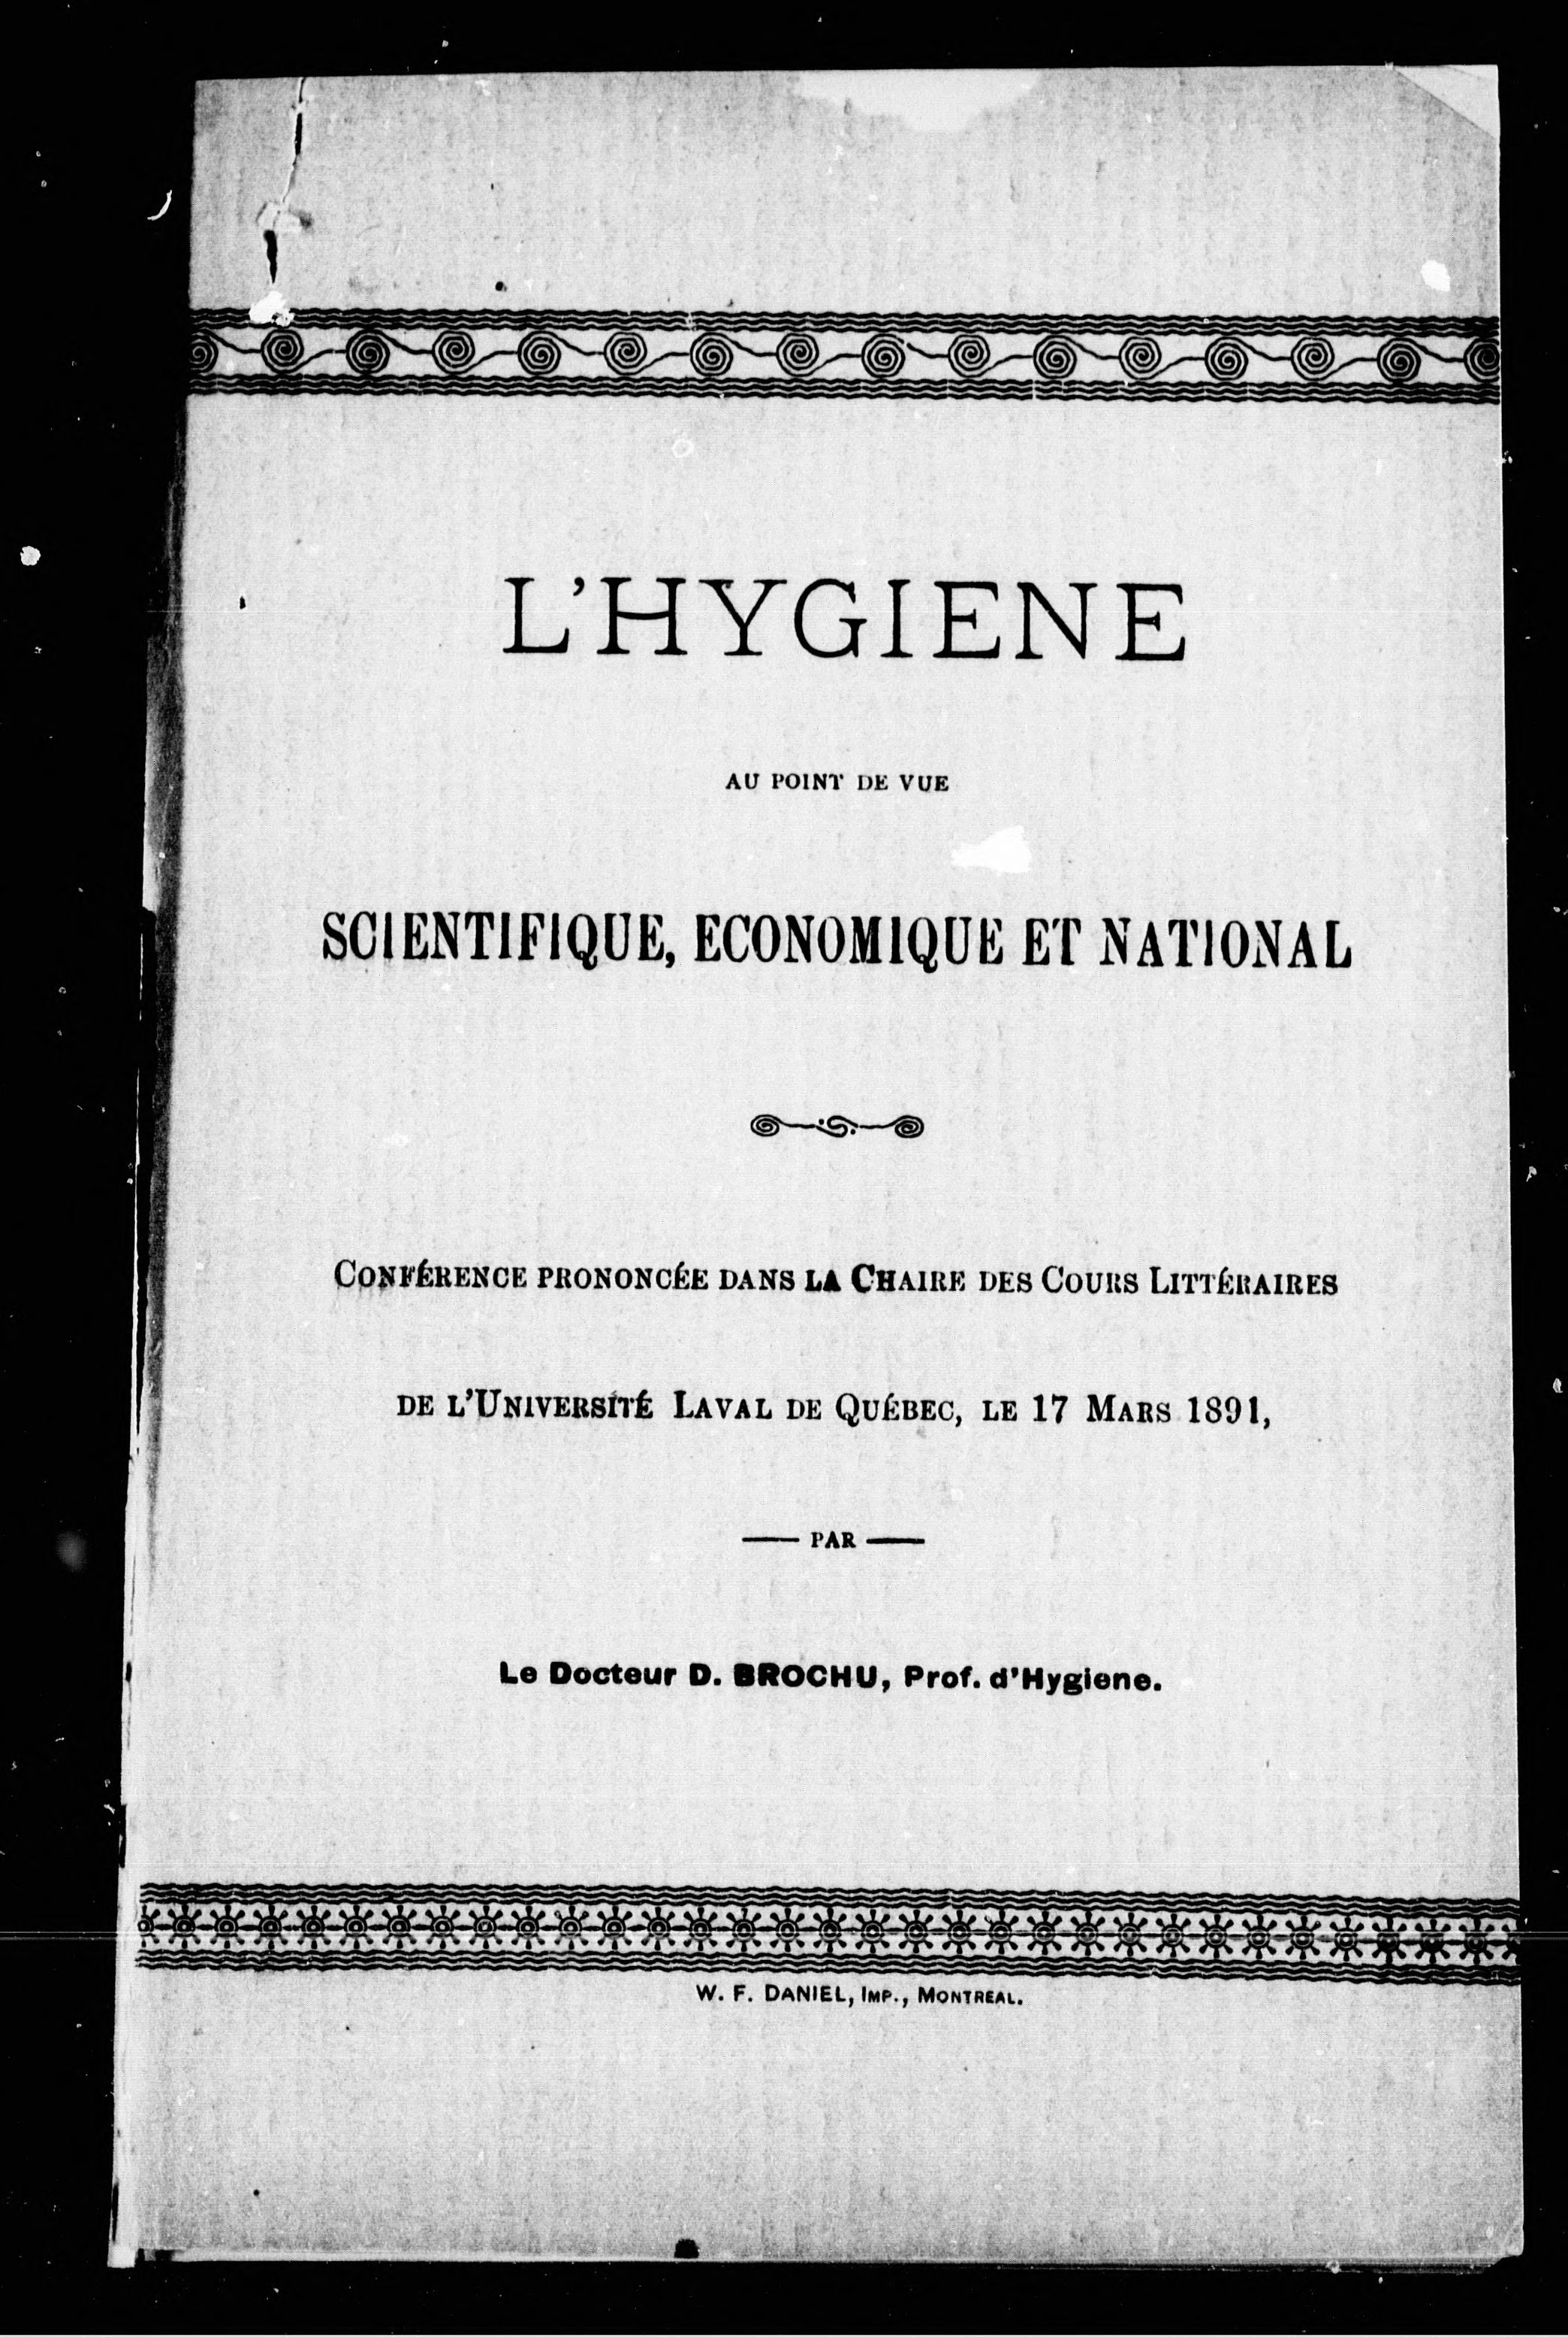 L'HYGIENE
AU POINT DE VUE
SCIENTIFIQUE, ECONOMIQUE ET NATIONAL
CONFÉRENCE PRONONCÉE DANS LA CHAIRE DES COURS LITTÉRAIRES
DE L'UNIVERSITÉ LAVAL DE QUÉBEC, LE 17 MARS 1891,
— PAR —
Le Docteur D. BROCHU, Prof. d'Hygiene.
W. F. DANIEL, IMP., MONTREAL.